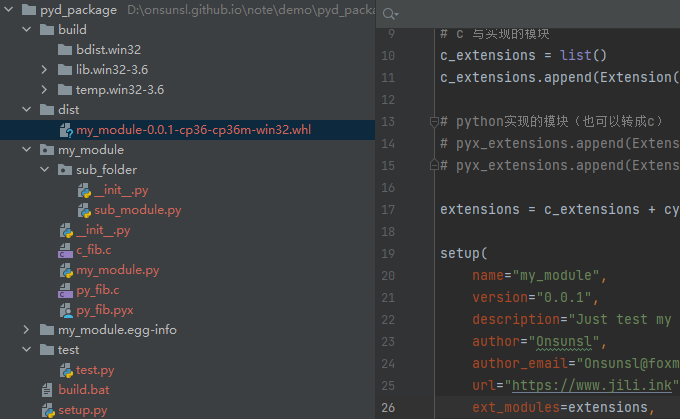 pyd_package D:\onsunsl.github.io\note\demo\pyd_packa
build
bdist.win32
lib.win32-3.6
temp.win32-3.6
dist
my_module-0.0.1-cp36-cp36m-win32.whl
my_module
sub_folder
__init__.py
sub_module.py
__init__.py
c_fib.c
my_module.py
py_fib.c
py_fib.pyx
my_module.egg-info
test
test.py
build.bat
setup.py
9 # c 与实现的模块
10 c_extensions = list()
11 c_extensions.append(Extension(
12
13 # python实现的模块（也可以转成c）
14 # pyx_extensions.append(Extens
15 # pyx_extensions.append(Extens
16
17 extensions = c_extensions + cy
18
19 setup(
20 name="my_module",
21 version="0.0.1",
22 description="Just test my
23 author="Onsunsl",
24 author_email="Onsunsl@foxm
25 url="https://www.jili.ink"
26 ext_modules=extensions,